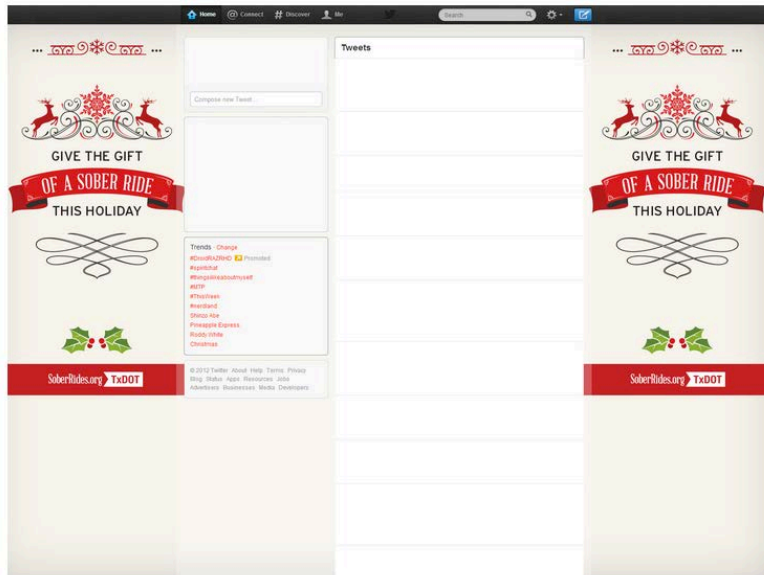 Home @ Connect # Discover Me Search
GIVE THE GIFT
OF A SOBER RIDE
THIS HOLIDAY
SoberRides.org TxDOT
Compose new Tweet...
Trends · Change
#DroidRAZRHD Promoted
#spiritchat
#thingsilikeaboutmyself
#MTP
#ThisWeek
#nerdland
Shinzo Abe
Pineapple Express
Roddy White
Christmas
© 2012 Twitter About Help Terms Privacy
Blog Status Apps Resources Jobs
Advertisers Businesses Media Developers
Tweets
GIVE THE GIFT
OF A SOBER RIDE
THIS HOLIDAY
SoberRides.org TxDOT